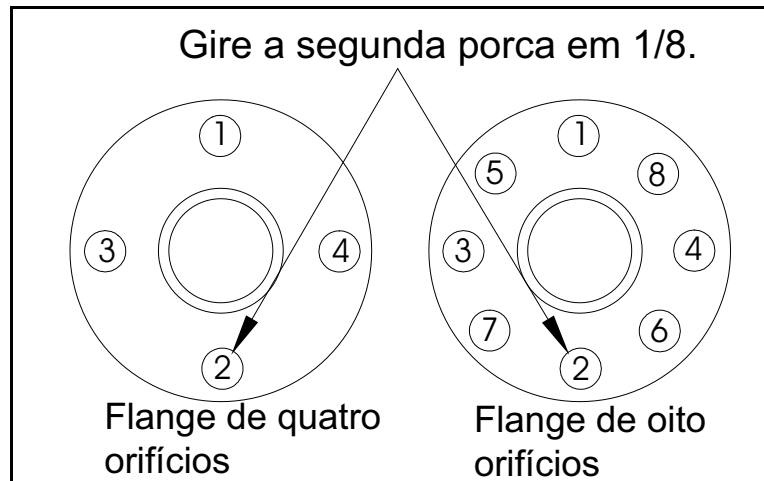 Gire a segunda porca em 1/8.
1
3
4
2
Flange de quatro
orifícios
1
5
8
3
4
7
6
2
Flange de oito
orifícios